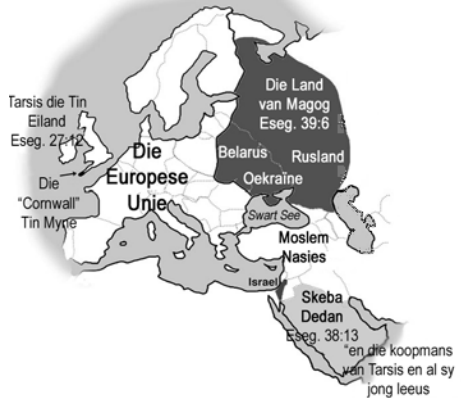 Die Land
van Magog
Eseg. 39:6
Tarsis die Tin
Eiland
Eseg. 27:12
Belarus
Rusland
Die
Europese
Unie
Oekraïne
Die
"Cornwall"
Tin Myne
Swart See
Moslem
Nasies
Israel
Skeba
Dedan
Eseg. 38:13
"en die koopmans
van Tarsis en al sy
jong leeus